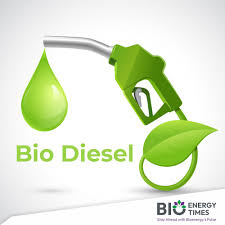 Bio Diesel
BIO ENERGY
TIMES
Stay Ahead with Bioenergy's Pulse